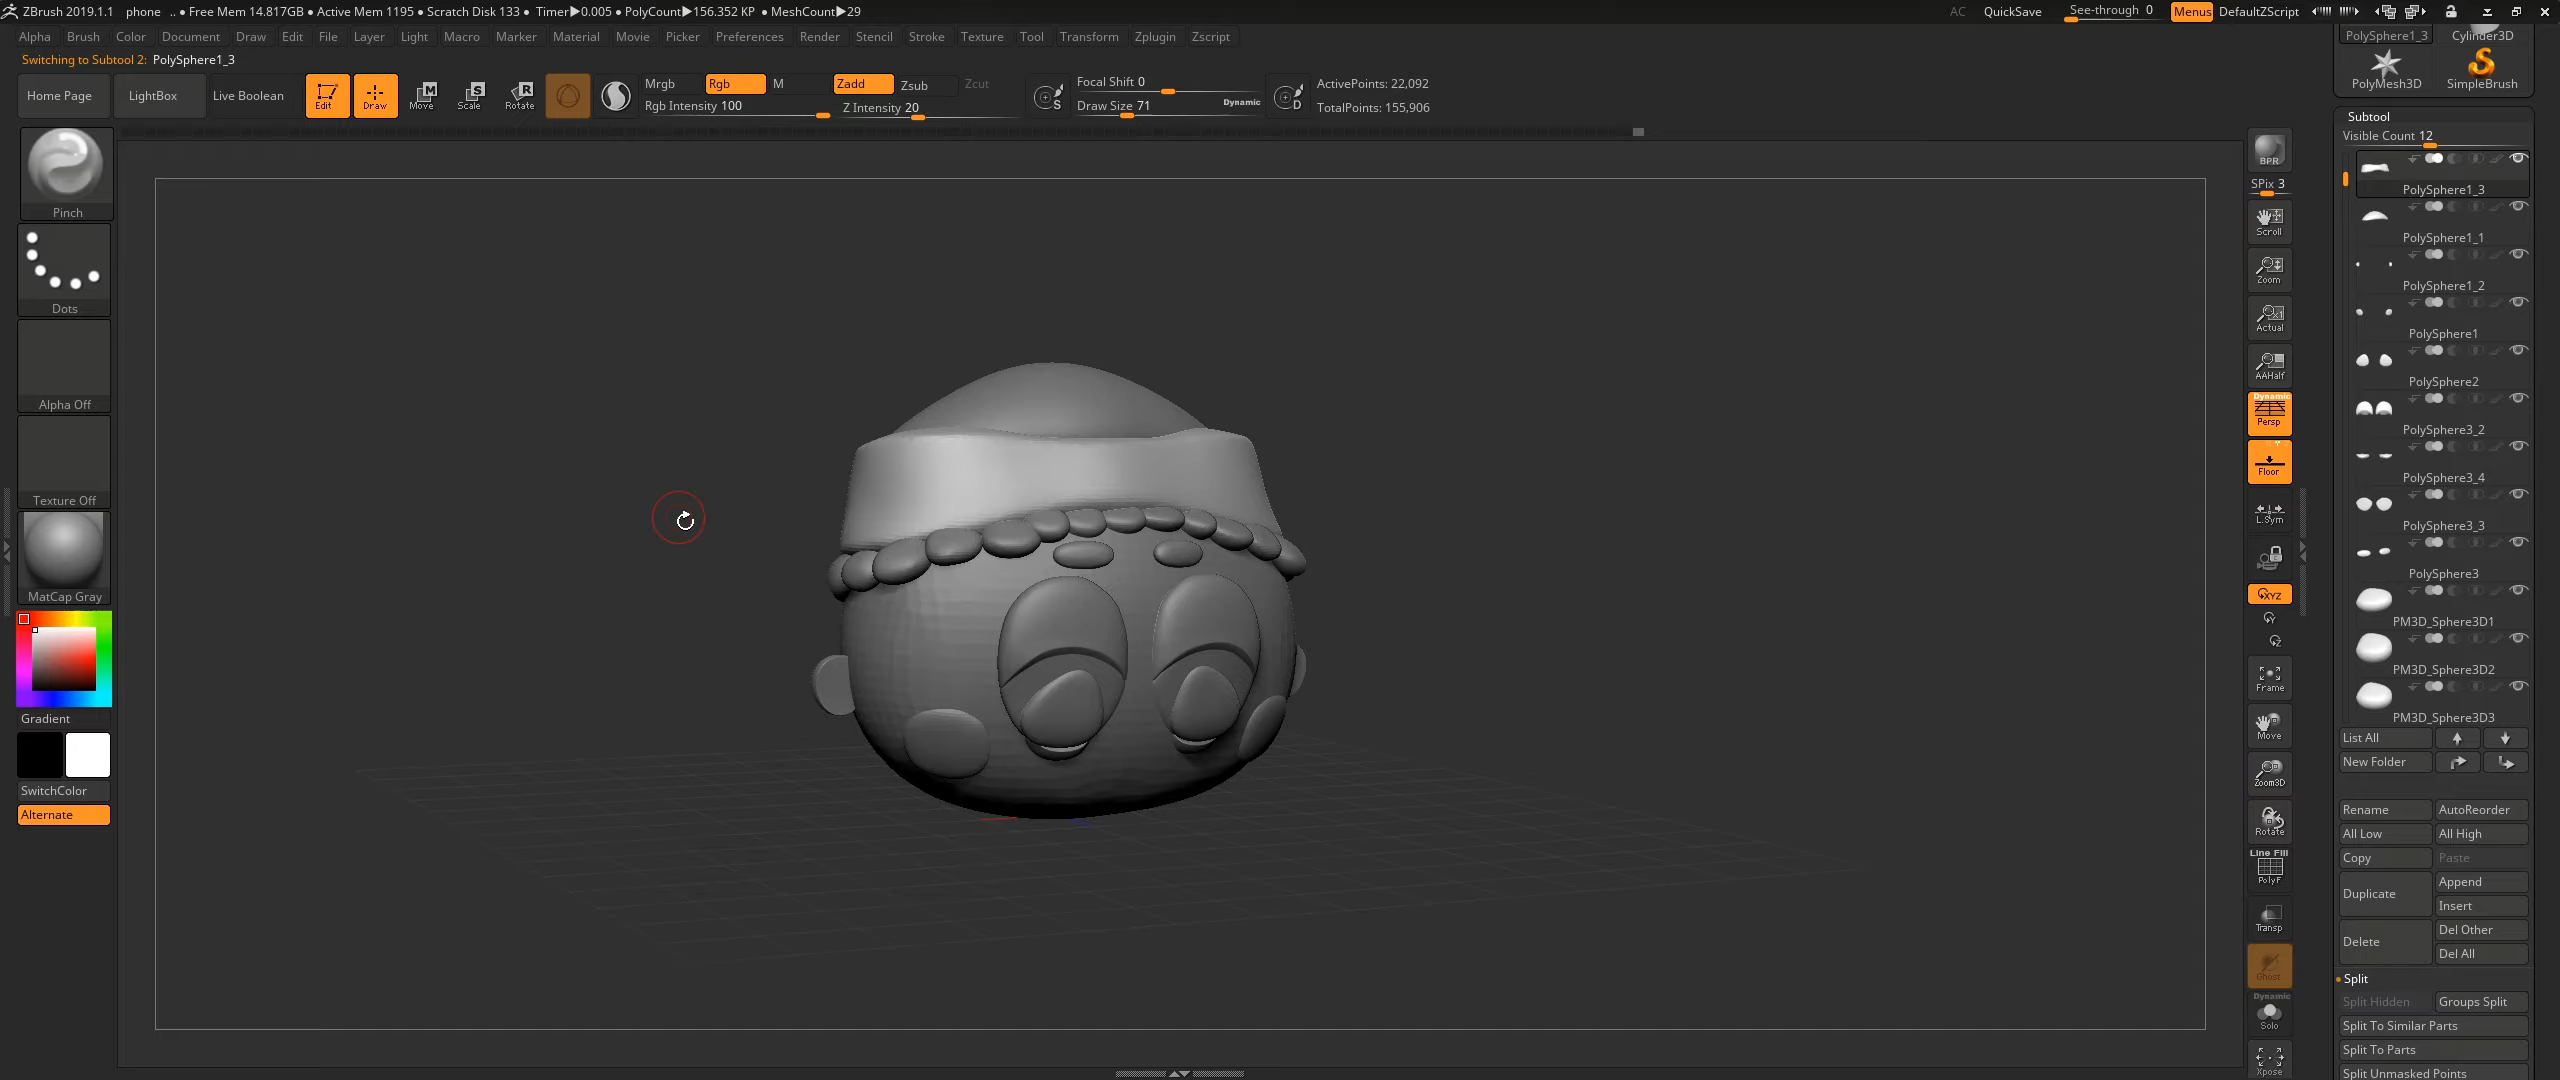 ZBrush 2019.1.1 phone .. • Free Mem 14.817GB • Active Mem 1195 • Scratch Disk 133 • Timer▶0.005 • PolyCount▶156.352 KP • MeshCount▶29 AC QuickSave See-through 0 Menus DefaultZScript
Alpha Brush Color Document Draw Edit File Layer Light Macro Marker Material Movie Picker Preferences Render Stencil Stroke Texture Tool Transform Zplugin Zscript
Switching to Subtool 2: PolySphere1_3
Home Page LightBox Live Boolean Edit Draw Move Scale Rotate
Mrgb Rgb M Zadd Zsub Zcut
Rgb Intensity 100 Z Intensity 20
Focal Shift 0
Draw Size 71 Dynamic
ActivePoints: 22,092
TotalPoints: 155,906
Pinch
Dots
Alpha Off
Texture Off
MatCap Gray
Gradient
SwitchColor
Alternate
BPR
SPix 3
Scroll
Zoom
Actual
AAHalf
Dynamic
Persp
Floor
L.Sym
XYZ
Frame
Move
Zoom3D
Rotate
Line Fill
PolyF
Transp
Ghost
Dynamic
Solo
Xpose
PolySphere1_3 Cylinder3D
PolyMesh3D SimpleBrush
Subtool
Visible Count 12
PolySphere1_3
PolySphere1_1
PolySphere1_2
PolySphere1
PolySphere2
PolySphere3_2
PolySphere3_4
PolySphere3_3
PolySphere3
PM3D_Sphere3D1
PM3D_Sphere3D2
PM3D_Sphere3D3
List All
New Folder
Rename AutoReorder
All Low All High
Copy Paste
Duplicate Append
Insert
Delete Del Other
Del All
Split
Split Hidden Groups Split
Split To Similar Parts
Split To Parts
Split Unmasked Points